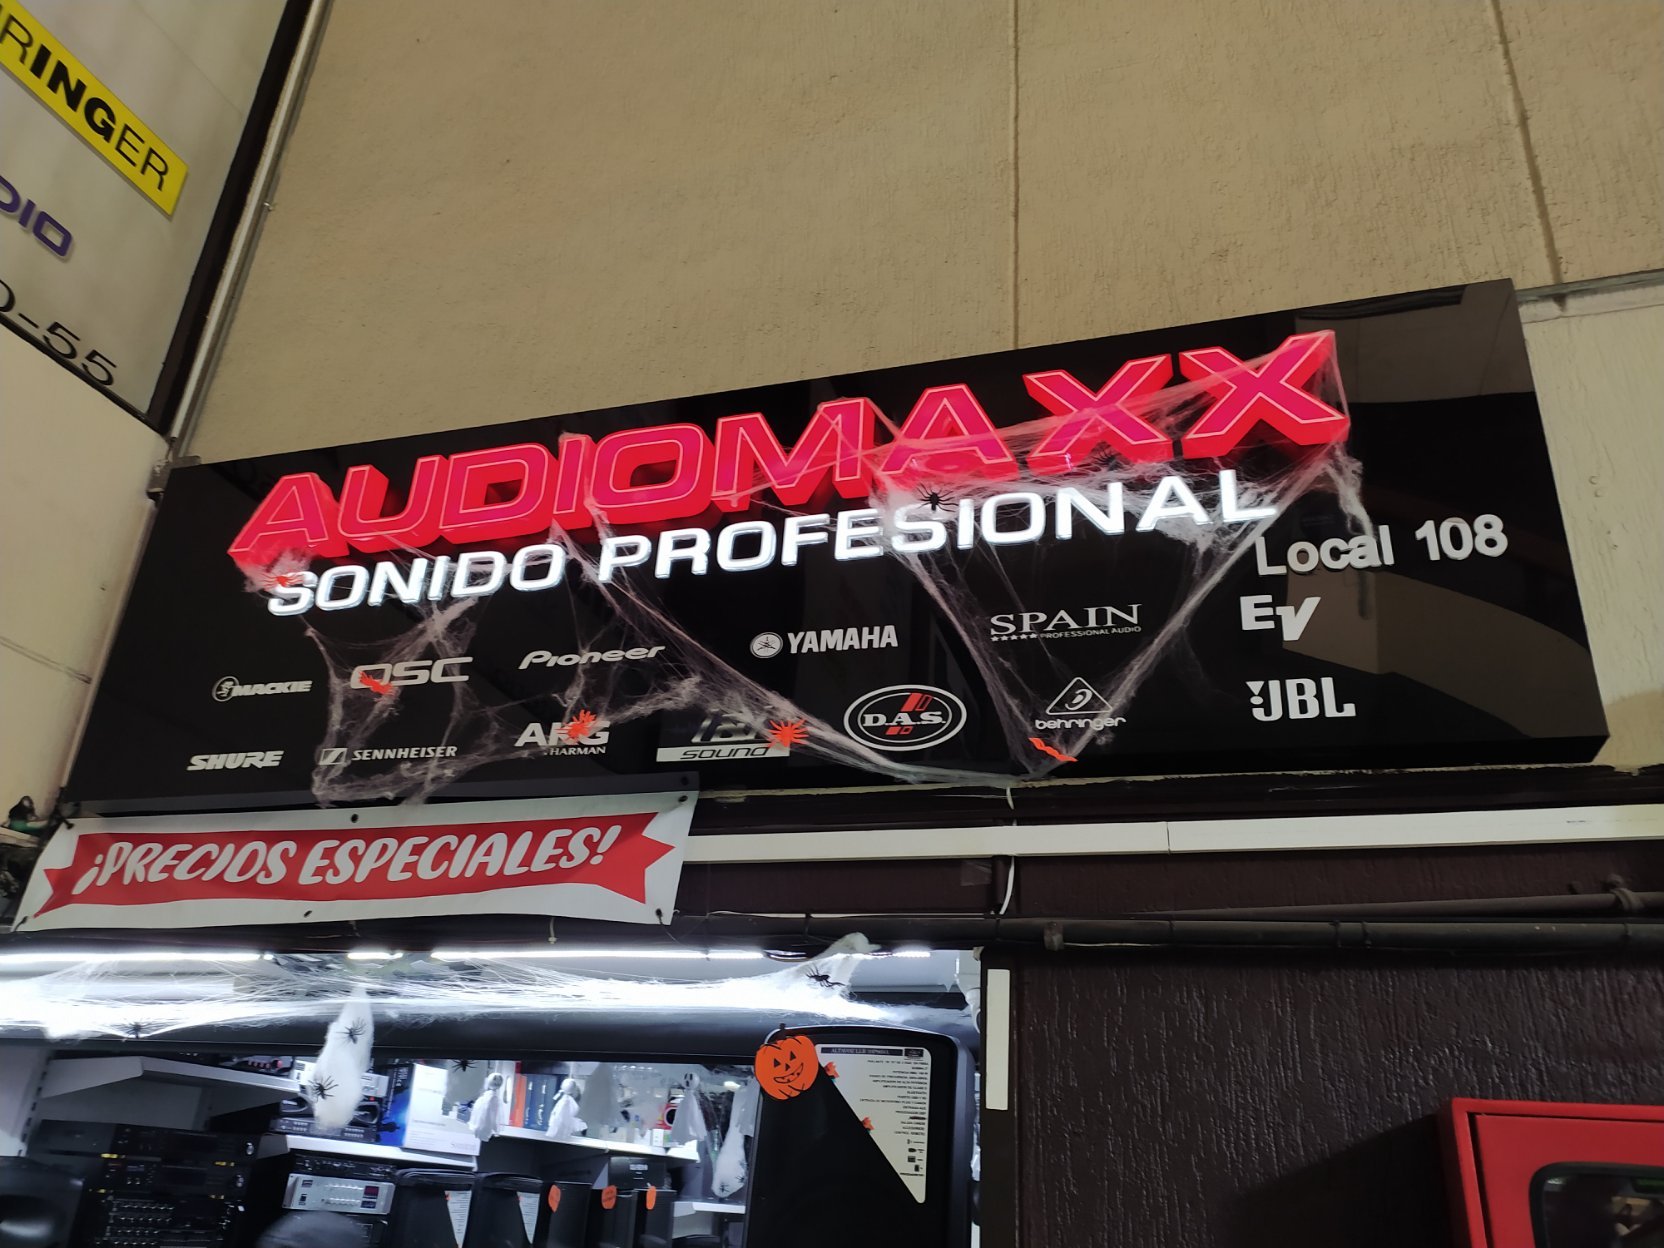 RINGER
DIO
0-55
AUDIOMAXX
SONIDO PROFESIONAL
Local 108
MACKIE
QSC
Pioneer
YAMAHA
SPAIN
PROFESSIONAL AUDIO
EV
SHURE
SENNHEISER
AKG
HARMAN
SOUND
D.A.S.
behringer
JBL
¡PRECIOS ESPECIALES!